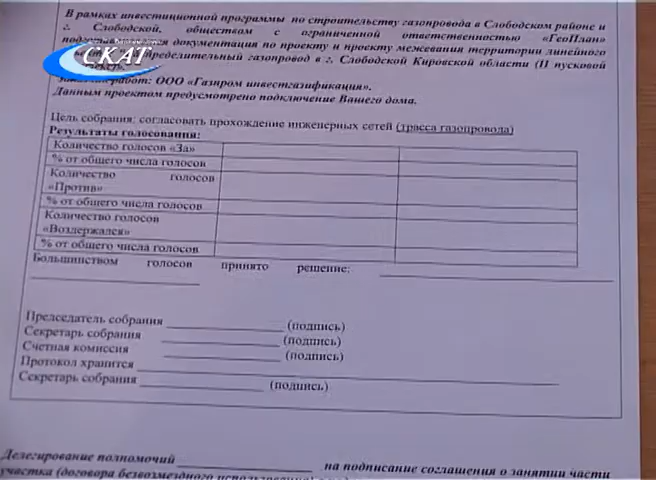 В рамках инвестиционной программы по строительству газопровода в Слободском районе и
г. Слободской, обществом с ограниченной ответственностью «ГеоПлан»
документация по проекту и проекту межевания территории линейного
газопровод в г. Слободской Кировской области (II пусковой
СКАТ
работ: ООО «Газпром инвестгазификация».
Данным проектом предусмотрено подключение Вашего дома.
Цель собрания: согласовать прохождение инженерных сетей (трасса газопровода)
Результаты голосования:
Количество голосов «За»
% от общего числа голосов
Количество голосов
«Против»
% от общего числа голосов
Количество голосов
«Воздержался»
% от общего числа голосов
Большинством голосов принято решение:
Председатель собрания (подпись)
Секретарь собрания (подпись)
Счетная комиссия (подпись)
Протокол хранится
Секретарь собрания (подпись)
Делегирование полномочий на подписание соглашения о занятии части
участка (договора безвозмездного использования)